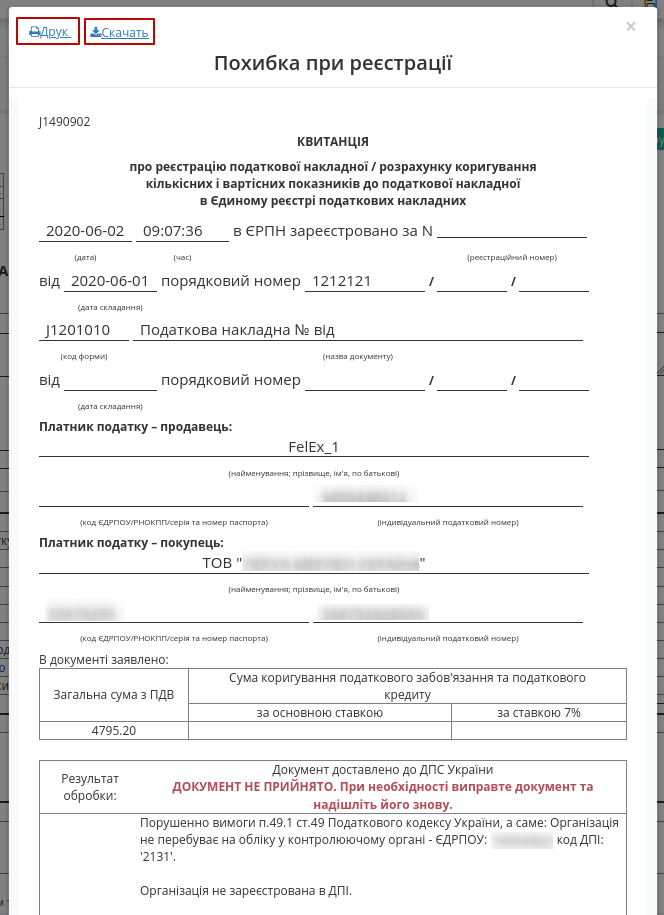 Друк Скачать ×
Похибка при реєстрації
J1490902
КВИТАНЦІЯ
про реєстрацію податкової накладної / розрахунку коригування
кількісних і вартісних показників до податкової накладної
в Єдиному реєстрі податкових накладних
2020-06-02 09:07:36 в ЄРПН зареєстровано за N
(дата) (час) (реєстраційний номер)
від 2020-06-01 порядковий номер 1212121 / /
(дата складання)
J1201010 Податкова накладна № від
(код форми) (назва документу)
від порядковий номер / /
(дата складання)
Платник податку – продавець:
FelEx_1
(найменування; прізвище, ім'я, по батькові)
(код ЄДРПОУ/РНОКПП/серія та номер паспорта) (індивідуальний податковий номер)
Платник податку – покупець:
ТОВ " "
(найменування; прізвище, ім'я, по батькові)
(код ЄДРПОУ/РНОКПП/серія та номер паспорта) (індивідуальний податковий номер)
В документі заявлено:
Загальна сума з ПДВ
Сума коригування податкового забов'язання та податкового
кредиту
за основною ставкою за ставкою 7%
4795.20
Результат
обробки:
Документ доставлено до ДПС України
ДОКУМЕНТ НЕ ПРИЙНЯТО. При необхідності виправте документ та
надішліть його знову.
Порушенно вимоги п.49.1 ст.49 Податкового кодексу України, а саме: Організація
не перебуває на обліку у контролюючому органі - ЄДРПОУ: код ДПІ:
'2131'.
Організація не зареєстрована в ДПІ.